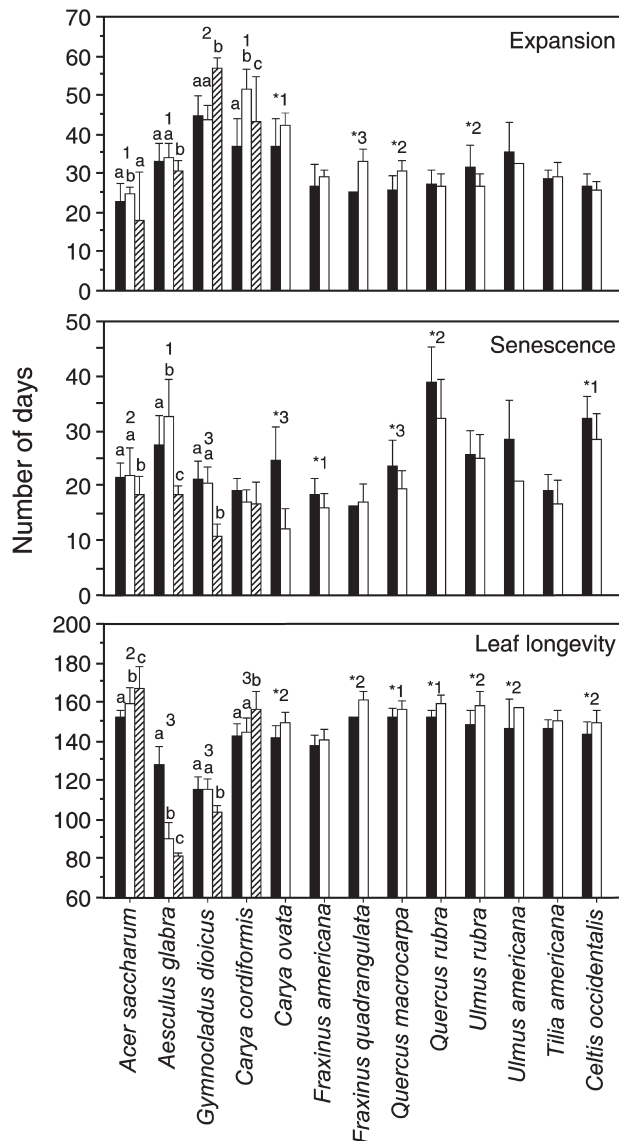 Number of days
Expansion
70
60
50
40
30
20
10
0
1
a b a
1
a a b
2
a a b
1
a b c
*1
*3
*2
*2
Senescence
50
40
30
20
10
0
2
a a b
1
a b c
3
a a b
*3
*1
*3
*2
*1
Leaf longevity
200
180
160
140
120
100
80
60
2
a b c
3
a b c
3
a a b
3
a a b
*2
*2
*1
*1
*2
*2
*2
Acer saccharum
Aesculus glabra
Gymnocladus dioicus
Carya cordiformis
Carya ovata
Fraxinus americana
Fraxinus quadrangulata
Quercus macrocarpa
Quercus rubra
Ulmus rubra
Ulmus americana
Tilia americana
Celtis occidentalis